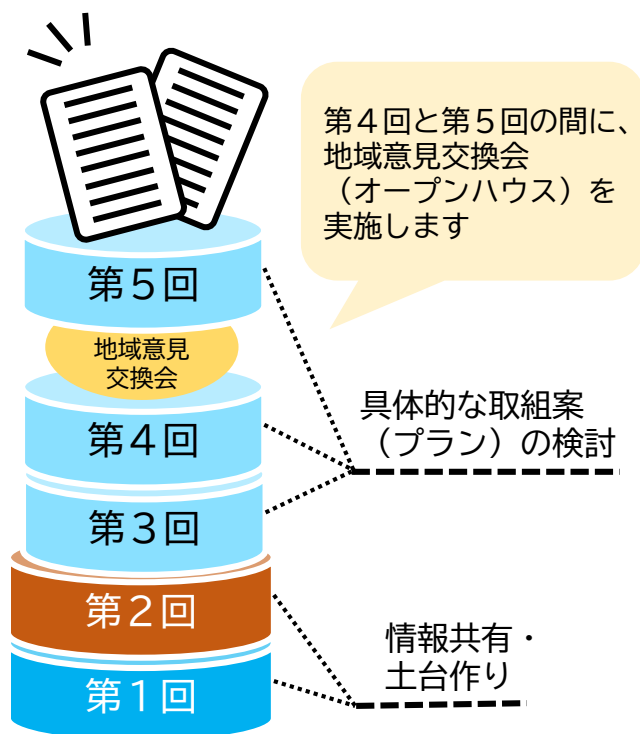 第４回と第５回の間に、
地域意見交換会
（オープンハウス）を
実施します
第５回
地域意見
交換会
第４回
第３回
具体的な取組案
（プラン）の検討
第２回
第１回
情報共有・
土台作り